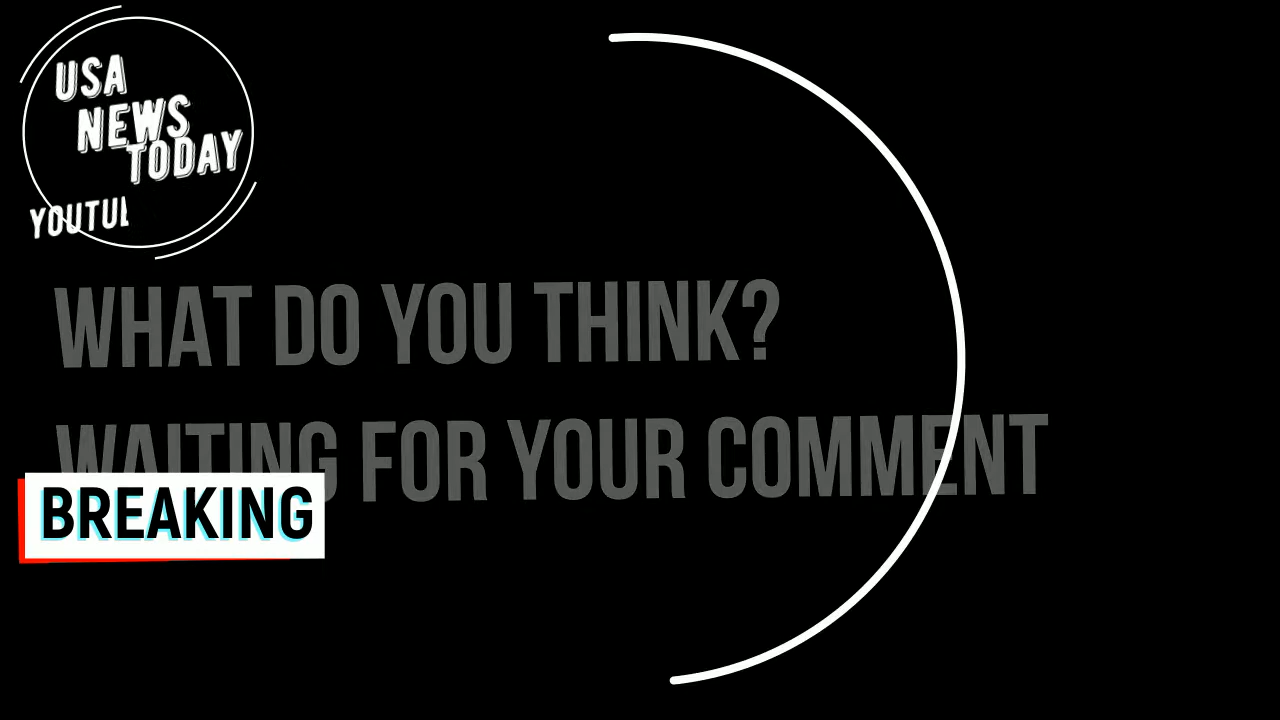 USA
NEWS
TODAY
WHAT DO YOU THINK?
WAITING FOR YOUR COMMENT
BREAKING